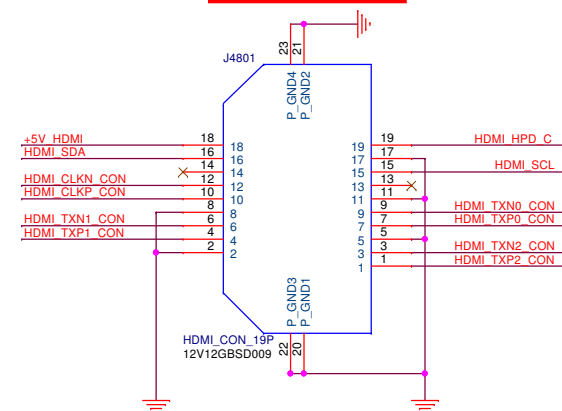 23
21
J4801
P_GND4
P_GND2
+5V_HDMI 18 18 19 19 HDMI_HPD_C
HDMI_SDA 16 16 17 17
14 14 15 15 HDMI_SCL
HDMI_CLKN_CON 12 12 13 13
HDMI_CLKP_CON 10 10 11 11
8 8 9 9 HDMI_TXN0_CON
HDMI_TXN1_CON 6 6 7 7 HDMI_TXP0_CON
HDMI_TXP1_CON 4 4 5 5
2 2 3 3 HDMI_TXN2_CON
1 1 HDMI_TXP2_CON
P_GND3
P_GND1
HDMI_CON_19P
12V12GBSD009
22
20